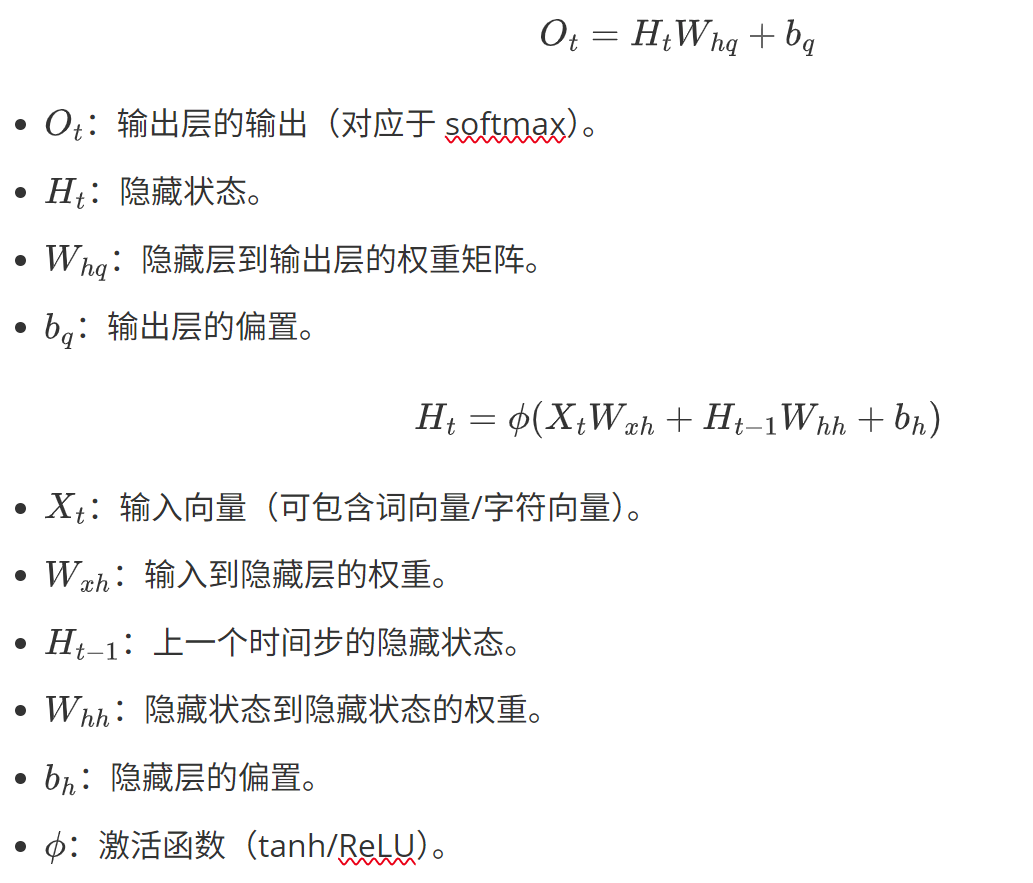 $O_t = H_t W_{hq} + b_q$
• $O_t$：输出层的输出（对应于 softmax）。
• $H_t$：隐藏状态。
• $W_{hq}$：隐藏层到输出层的权重矩阵。
• $b_q$：输出层的偏置。
$H_t = \phi(X_t W_{xh} + H_{t-1} W_{hh} + b_h)$
• $X_t$：输入向量（可包含词向量/字符向量）。
• $W_{xh}$：输入到隐藏层的权重。
• $H_{t-1}$：上一个时间步的隐藏状态。
• $W_{hh}$：隐藏状态到隐藏状态的权重。
• $b_h$：隐藏层的偏置。
• $\phi$：激活函数（tanh/ReLU）。